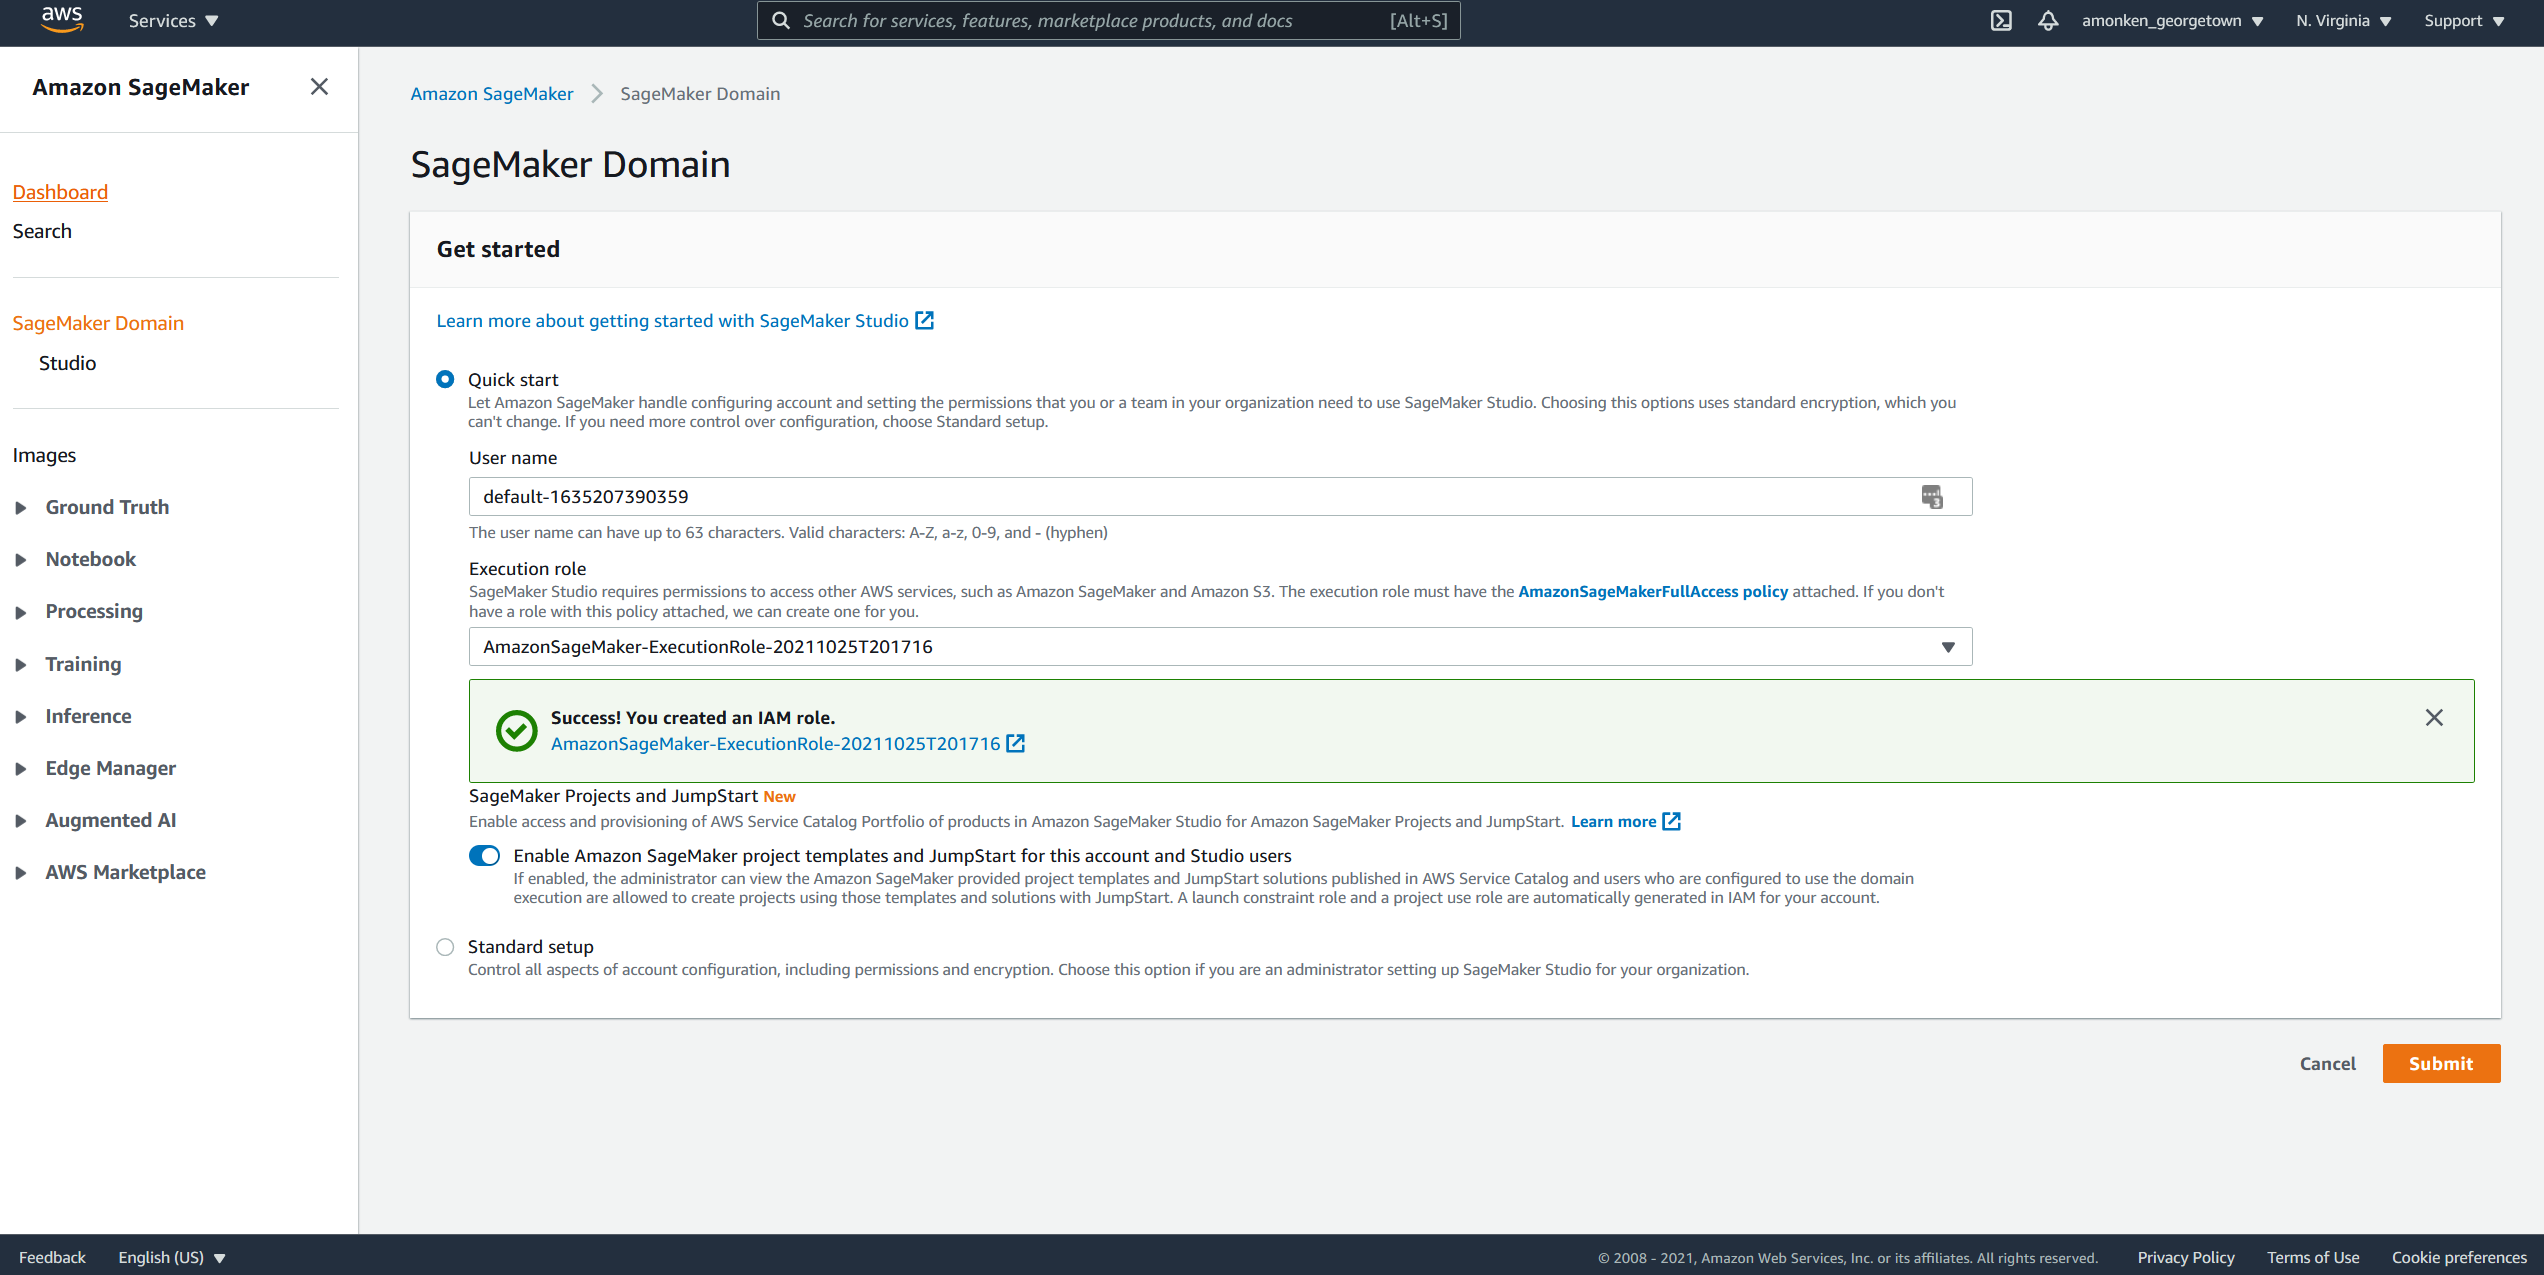 aws
Services
Search for services, features, marketplace products, and docs [Alt+S]
amonken_georgetown
N. Virginia
Support
Amazon SageMaker
Dashboard
Search
SageMaker Domain
Studio
Images
Ground Truth
Notebook
Processing
Training
Inference
Edge Manager
Augmented AI
AWS Marketplace
Amazon SageMaker
SageMaker Domain
SageMaker Domain
Get started
Learn more about getting started with SageMaker Studio
Quick start
Let Amazon SageMaker handle configuring account and setting the permissions that you or a team in your organization need to use SageMaker Studio. Choosing this options uses standard encryption, which you
can't change. If you need more control over configuration, choose Standard setup.
User name
default-1635207390359
3
The user name can have up to 63 characters. Valid characters: A-Z, a-z, 0-9, and - (hyphen)
Execution role
SageMaker Studio requires permissions to access other AWS services, such as Amazon SageMaker and Amazon S3. The execution role must have the AmazonSageMakerFullAccess policy attached. If you don't
have a role with this policy attached, we can create one for you.
AmazonSageMaker-ExecutionRole-20211025T201716
Success! You created an IAM role.
AmazonSageMaker-ExecutionRole-20211025T201716
SageMaker Projects and JumpStart New
Enable access and provisioning of AWS Service Catalog Portfolio of products in Amazon SageMaker Studio for Amazon SageMaker Projects and JumpStart. Learn more
Enable Amazon SageMaker project templates and JumpStart for this account and Studio users
If enabled, the administrator can view the Amazon SageMaker provided project templates and JumpStart solutions published in AWS Service Catalog and users who are configured to use the domain
execution are allowed to create projects using those templates and solutions with JumpStart. A launch constraint role and a project use role are automatically generated in IAM for your account.
Standard setup
Control all aspects of account configuration, including permissions and encryption. Choose this option if you are an administrator setting up SageMaker Studio for your organization.
Cancel
Submit
Feedback
English (US)
© 2008 - 2021, Amazon Web Services, Inc. or its affiliates. All rights reserved.
Privacy Policy
Terms of Use
Cookie preferences